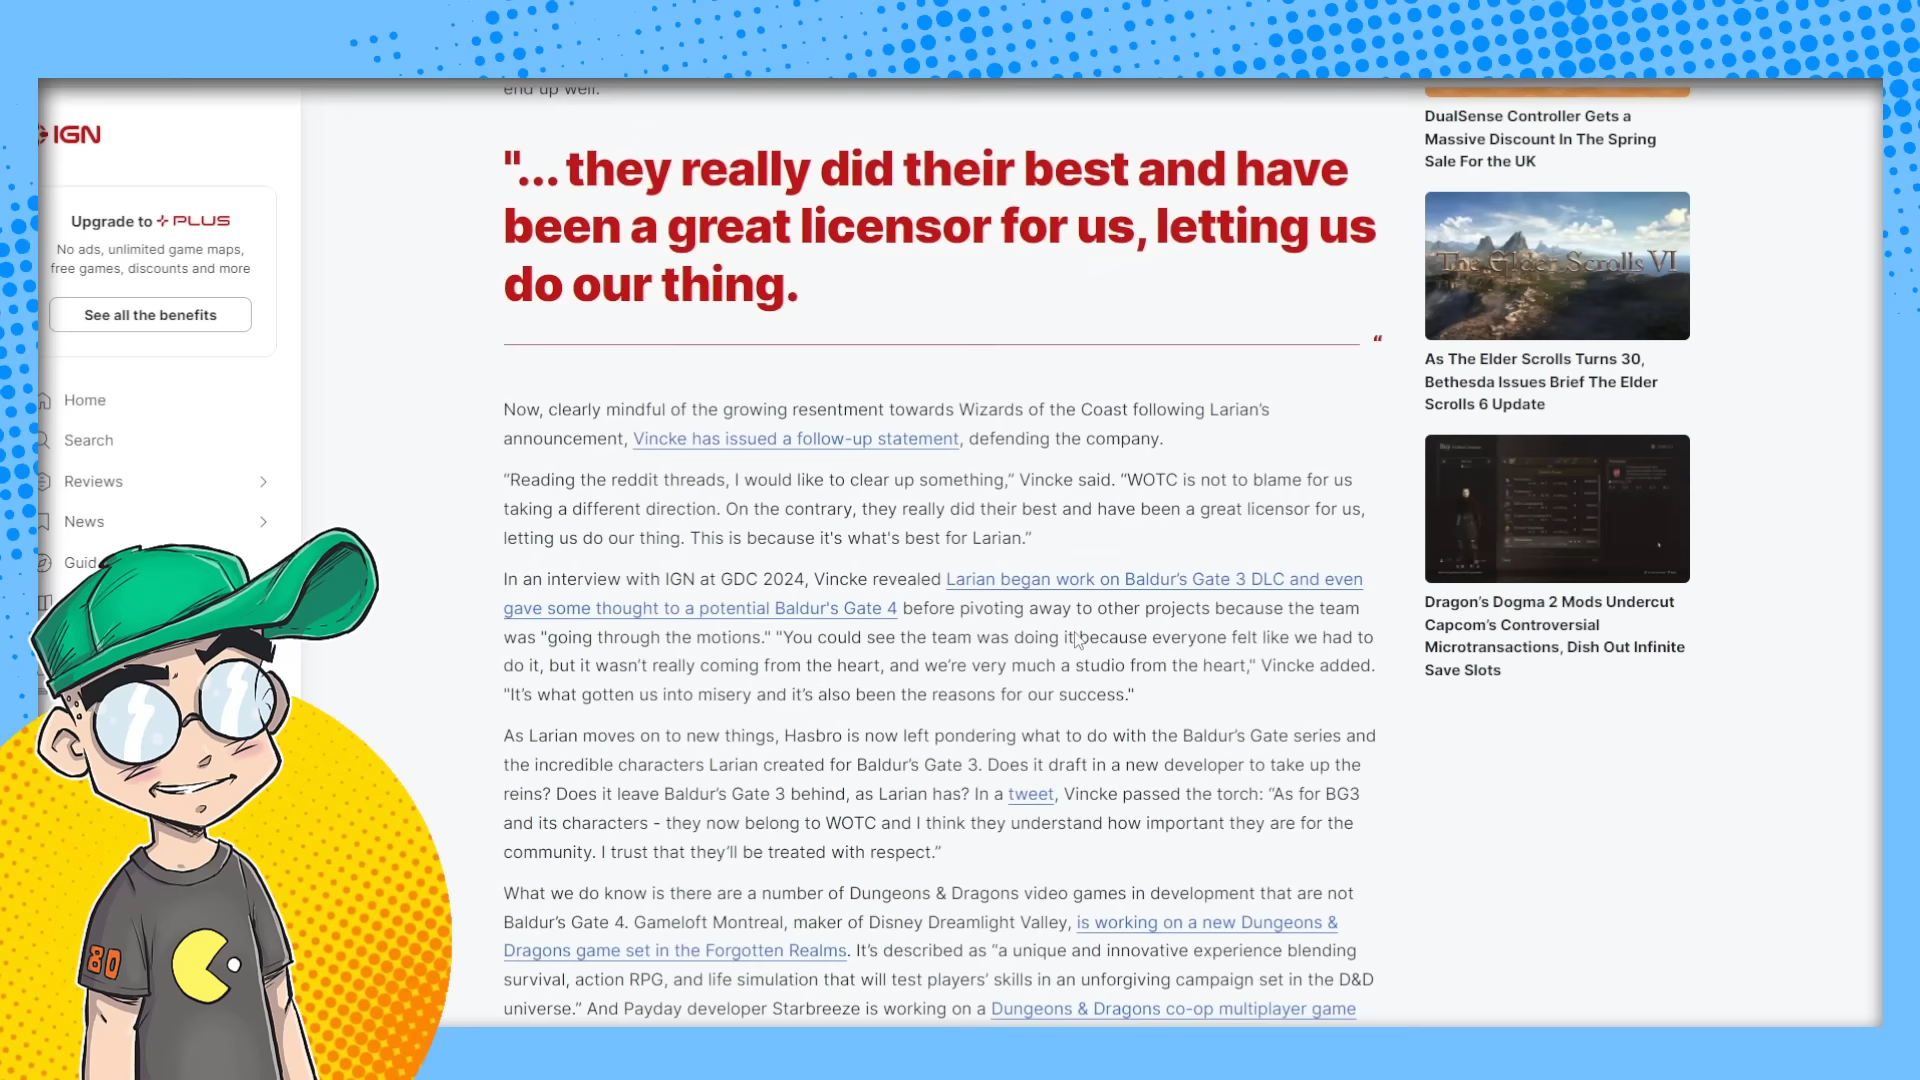 end up well.
IGN
Upgrade to PLUS
No ads, unlimited game maps,
free games, discounts and more
See all the benefits
Home
Search
Reviews
News
Guid
80
"... they really did their best and have
been a great licensor for us, letting us
do our thing.
“
Now, clearly mindful of the growing resentment towards Wizards of the Coast following Larian’s
announcement, Vincke has issued a follow-up statement, defending the company.
“Reading the reddit threads, I would like to clear up something,” Vincke said. “WOTC is not to blame for us
taking a different direction. On the contrary, they really did their best and have been a great licensor for us,
letting us do our thing. This is because it's what's best for Larian.”
In an interview with IGN at GDC 2024, Vincke revealed Larian began work on Baldur’s Gate 3 DLC and even
gave some thought to a potential Baldur's Gate 4 before pivoting away to other projects because the team
was "going through the motions." "You could see the team was doing it because everyone felt like we had to
do it, but it wasn’t really coming from the heart, and we’re very much a studio from the heart," Vincke added.
"It’s what gotten us into misery and it’s also been the reasons for our success."
As Larian moves on to new things, Hasbro is now left pondering what to do with the Baldur’s Gate series and
the incredible characters Larian created for Baldur’s Gate 3. Does it draft in a new developer to take up the
reins? Does it leave Baldur’s Gate 3 behind, as Larian has? In a tweet, Vincke passed the torch: “As for BG3
and its characters - they now belong to WOTC and I think they understand how important they are for the
community. I trust that they’ll be treated with respect.”
What we do know is there are a number of Dungeons & Dragons video games in development that are not
Baldur’s Gate 4. Gameloft Montreal, maker of Disney Dreamlight Valley, is working on a new Dungeons &
Dragons game set in the Forgotten Realms. It’s described as “a unique and innovative experience blending
survival, action RPG, and life simulation that will test players’ skills in an unforgiving campaign set in the D&D
universe.” And Payday developer Starbreeze is working on a Dungeons & Dragons co-op multiplayer game
DualSense Controller Gets a
Massive Discount In The Spring
Sale For the UK
The Elder Scrolls VI
As The Elder Scrolls Turns 30,
Bethesda Issues Brief The Elder
Scrolls 6 Update
Dragon’s Dogma 2 Mods Undercut
Capcom’s Controversial
Microtransactions, Dish Out Infinite
Save Slots